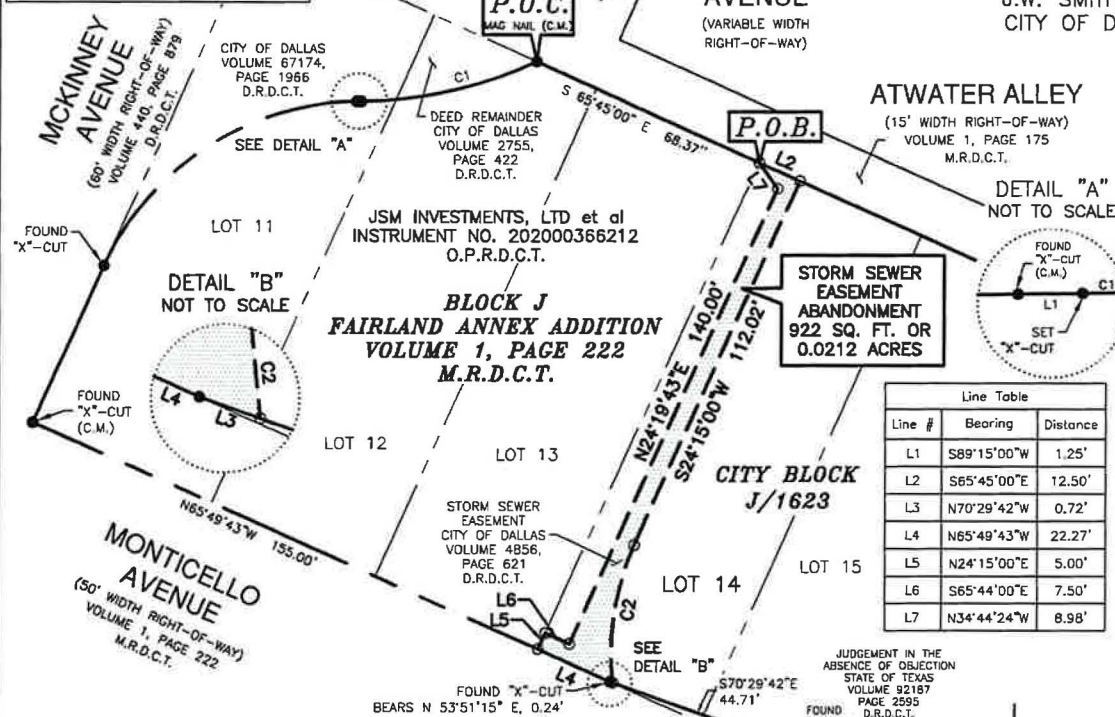 P.O.C.
MAG NAIL (C.M.)
AVENUE
(VARIABLE WIDTH
RIGHT-OF-WAY)
J.W. SMITH
CITY OF D
MCKINNEY
AVENUE
(60' WIDTH RIGHT-OF-WAY)
VOLUME 440, PAGE 879
D.R.D.C.T.
CITY OF DALLAS
VOLUME 67174,
PAGE 1966
D.R.D.C.T.
C1
SEE DETAIL "A"
DEED REMAINDER
CITY OF DALLAS
VOLUME 2755,
PAGE 422
D.R.D.C.T.
S 65°45'00" E 68.37"
P.O.B.
L2
L7
ATWATER ALLEY
(15' WIDTH RIGHT-OF-WAY)
VOLUME 1, PAGE 175
M.R.D.C.T.
DETAIL "A"
NOT TO SCALE
FOUND
"X"-CUT
(C.M.)
C1
L1
SET
"X"-CUT
FOUND
"X"-CUT
LOT 11
JSM INVESTMENTS, LTD et al
INSTRUMENT NO. 202000366212
O.P.R.D.C.T.
DETAIL "B"
NOT TO SCALE
C2
L4
L3
BLOCK J
FAIRLAND ANNEX ADDITION
VOLUME 1, PAGE 222
M.R.D.C.T.
STORM SEWER
EASEMENT
ABANDONMENT
922 SQ. FT. OR
0.0212 ACRES
N24°19'43"E 140.00'
S24°15'00"W 112.02'
FOUND
"X"-CUT
(C.M.)
LOT 12
LOT 13
CITY BLOCK
J/1623
Line Table
Line # Bearing Distance
L1 S89°15'00"W 1.25'
L2 S65°45'00"E 12.50'
L3 N70°29'42"W 0.72'
L4 N65°49'43"W 22.27'
L5 N24°15'00"E 5.00'
L6 S65°44'00"E 7.50'
L7 N34°44'24"W 8.98'
N65°49'43"W 155.00'
MONTICELLO
AVENUE
(50' WIDTH RIGHT-OF-WAY)
VOLUME 1, PAGE 222
M.R.D.C.T.
STORM SEWER
EASEMENT
CITY OF DALLAS
VOLUME 4856,
PAGE 621
D.R.D.C.T.
L6
L5
C2
LOT 14
LOT 15
L4
SEE
DETAIL "B"
FOUND "X"-CUT
BEARS N 53°51'15" E, 0.24'
S70°29'42"E
44.71'
JUDGEMENT IN THE
ABSENCE OF OBJECTION
STATE OF TEXAS
VOLUME 92187
PAGE 2595
D.R.D.C.T.
FOUND